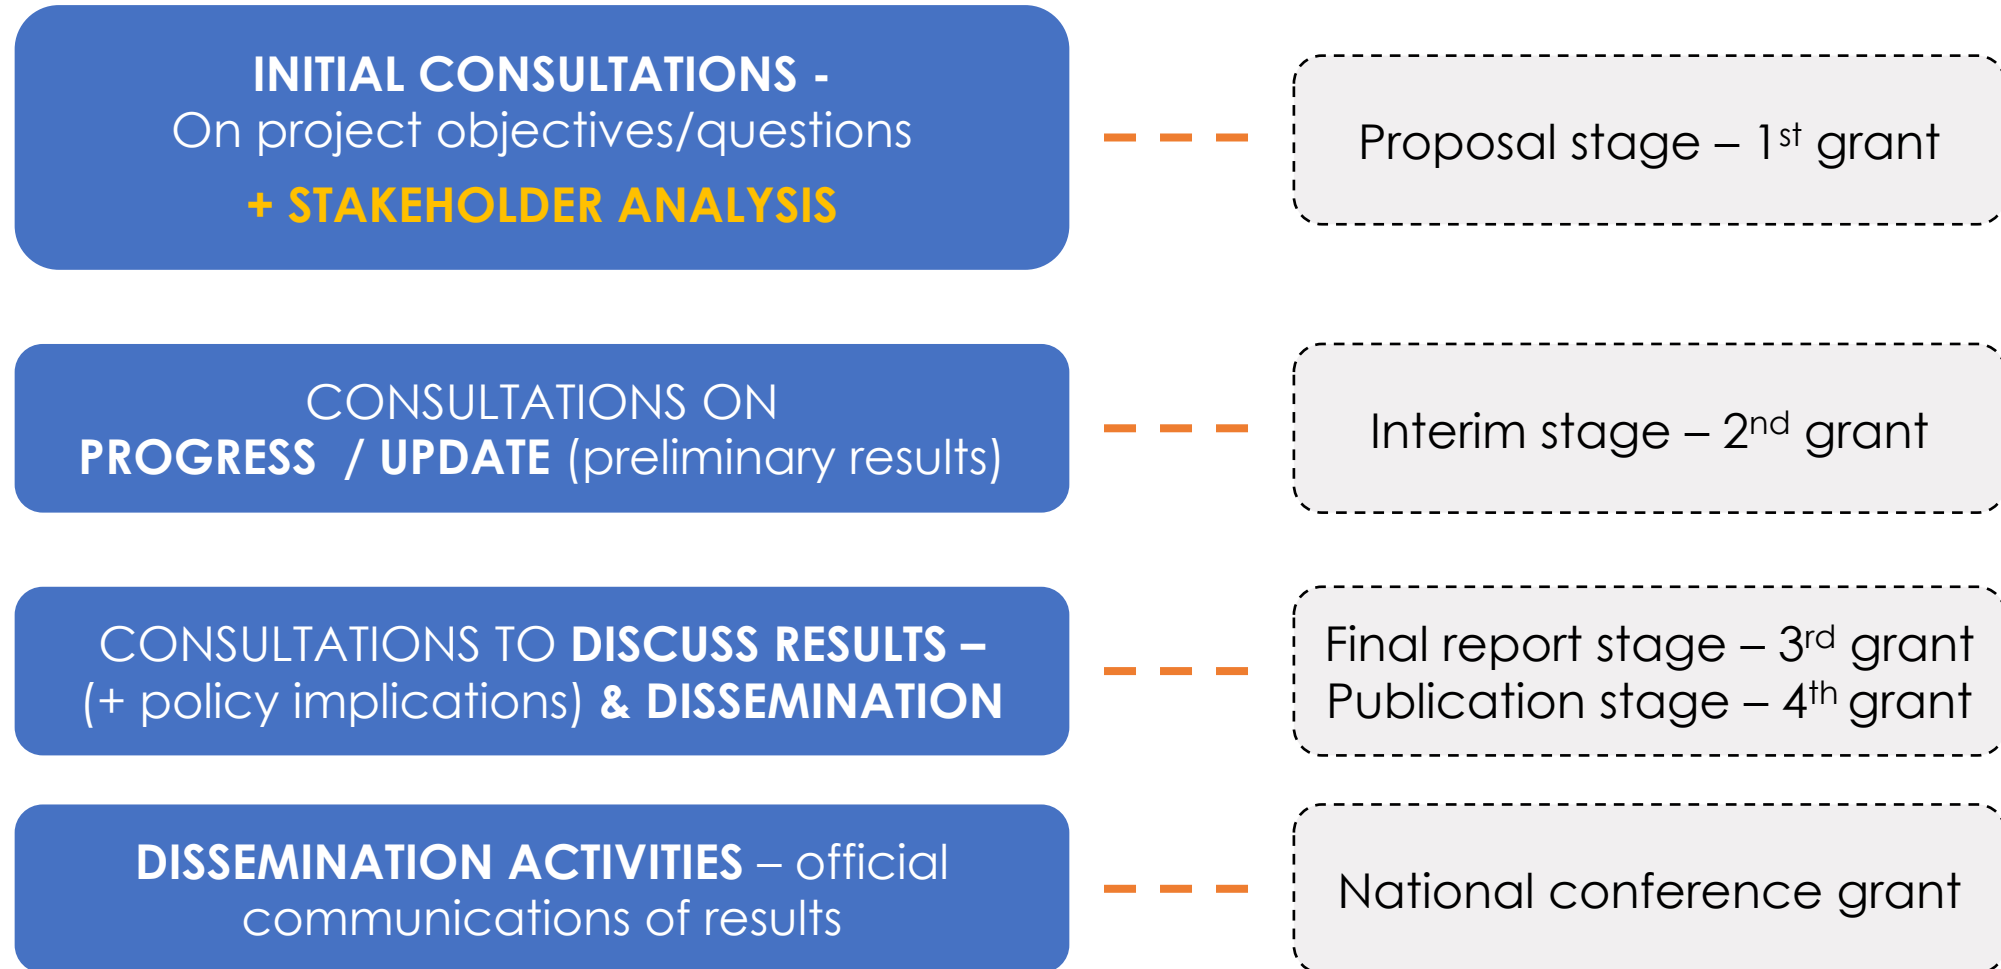 INITIAL CONSULTATIONS -
On project objectives/questions
+ STAKEHOLDER ANALYSIS
Proposal stage – 1st grant
CONSULTATIONS ON
PROGRESS / UPDATE (preliminary results)
Interim stage – 2nd grant
CONSULTATIONS TO DISCUSS RESULTS –
(+ policy implications) & DISSEMINATION
Final report stage – 3rd grant
Publication stage – 4th grant
DISSEMINATION ACTIVITIES – official
communications of results
National conference grant